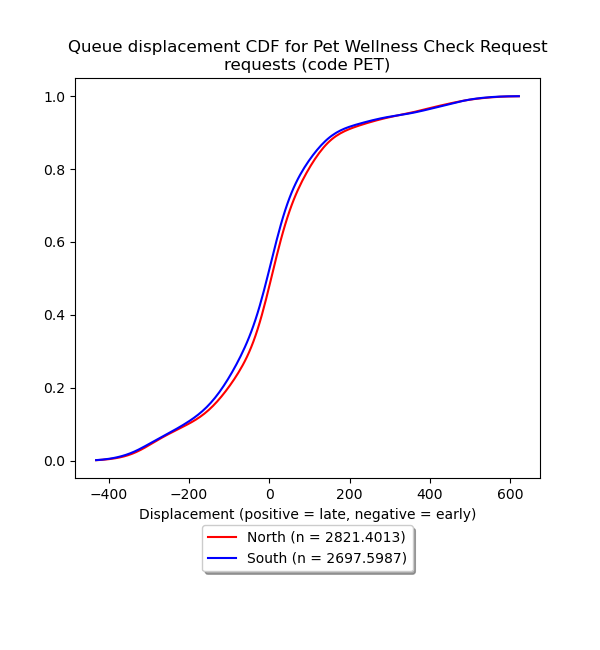 Queue displacement CDF for Pet Wellness Check Request
requests (code PET)
1.0
0.8
0.6
0.4
0.2
0.0
−400 −200 0 200 400 600
Displacement (positive = late, negative = early)
North (n = 2821.4013)
South (n = 2697.5987)